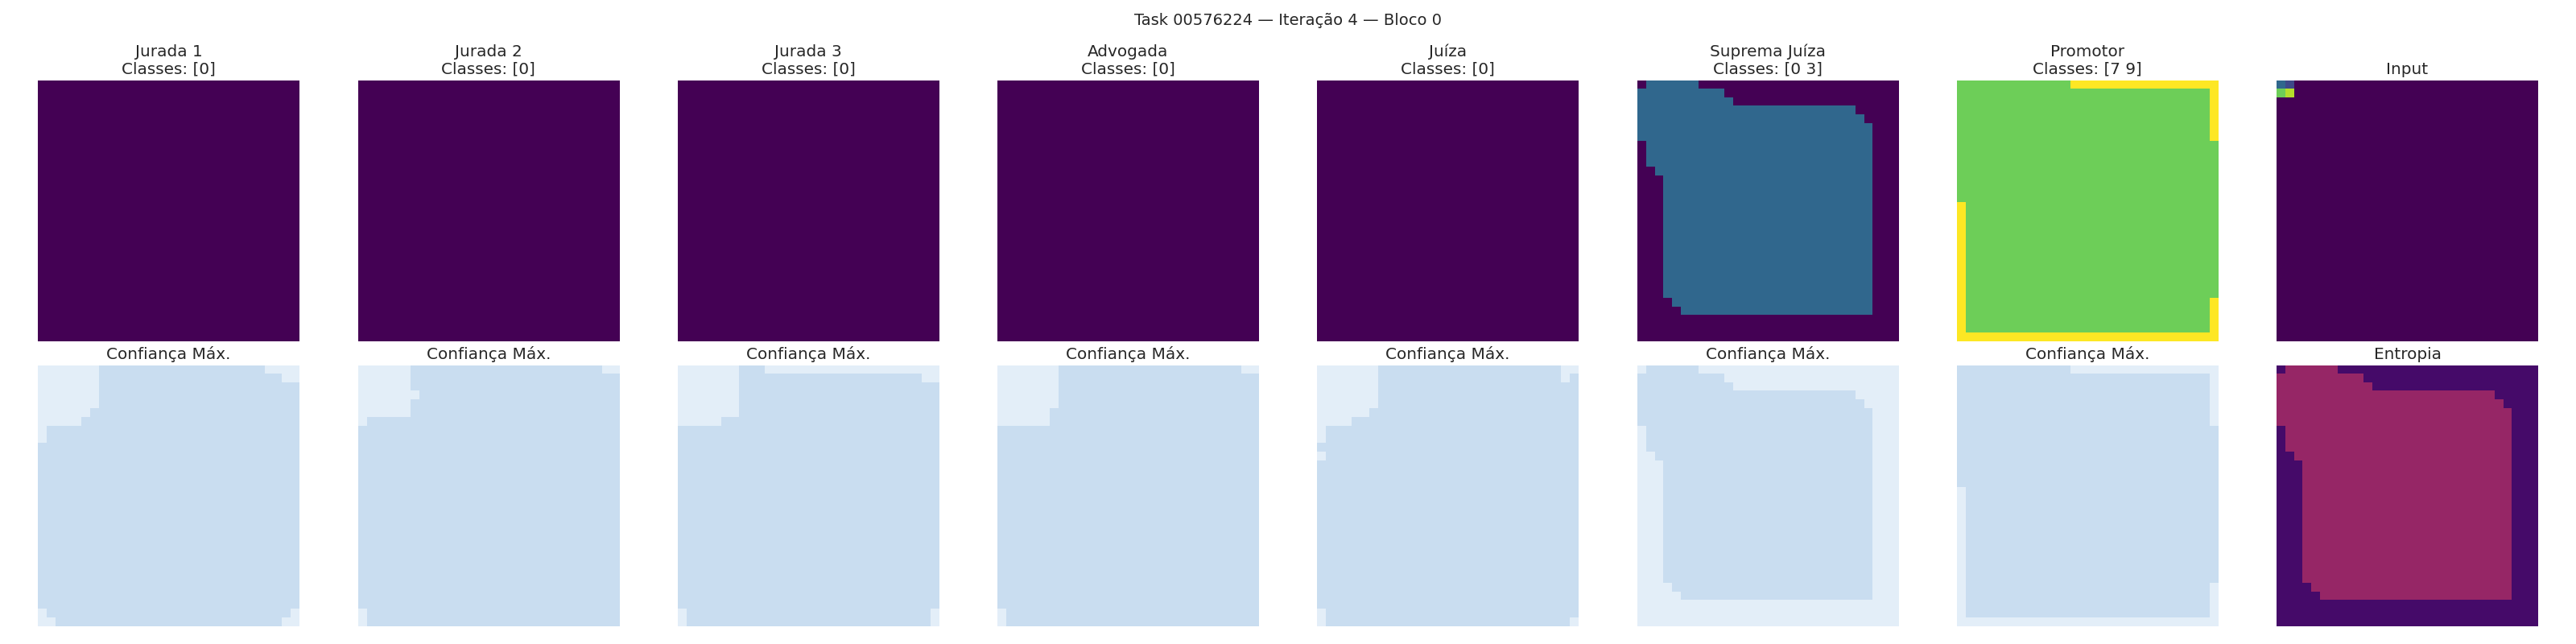 Task 00576224 — Iteração 4 — Bloco 0
Jurada 1
Classes: [0]
Jurada 2
Classes: [0]
Jurada 3
Classes: [0]
Advogada
Classes: [0]
Juíza
Classes: [0]
Suprema Juíza
Classes: [0 3]
Promotor
Classes: [7 9]
Input
Confiança Máx.
Confiança Máx.
Confiança Máx.
Confiança Máx.
Confiança Máx.
Confiança Máx.
Confiança Máx.
Entropia